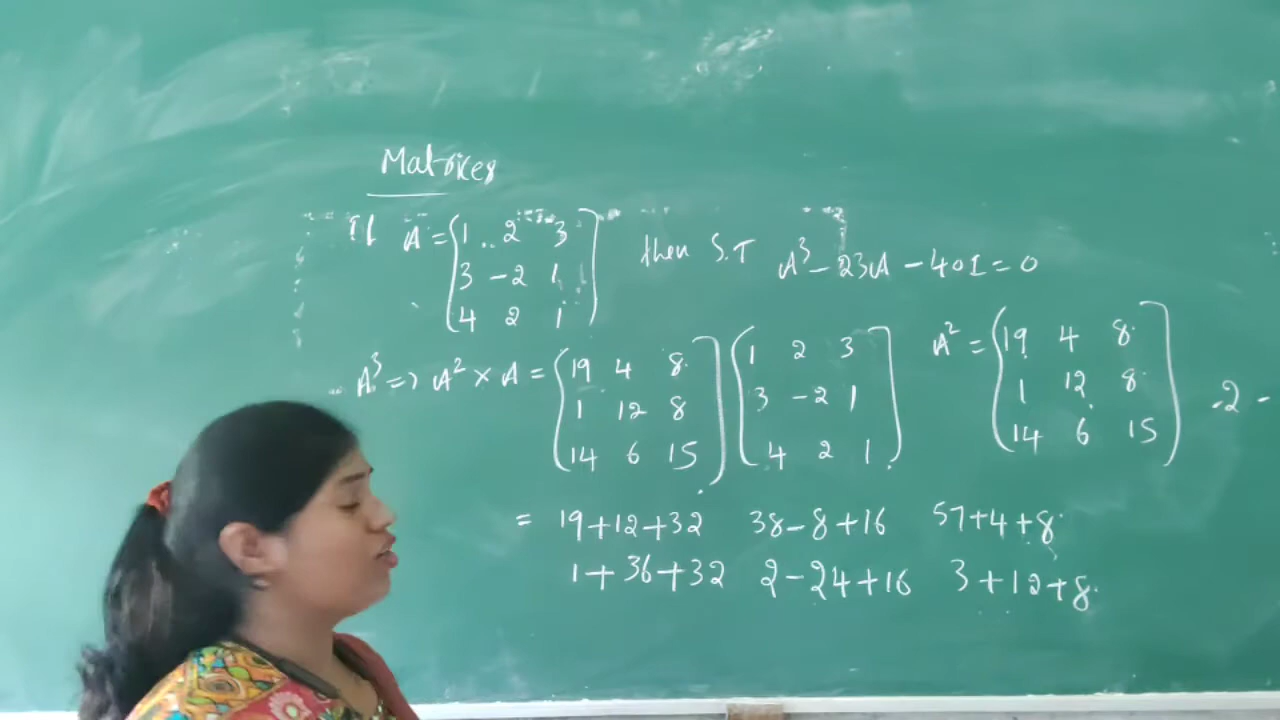 Matrices
If A = [1 2 3
3 -2 1
4 2 1] then S.T A³ - 23A - 40I = 0
A³ => A² × A = [19 4 8
1 12 8
14 6 15] [1 2 3
3 -2 1
4 2 1]
A² = [19 4 8
1 12 8
14 6 15]
= 19+12+32 38-8+16 57+4+8
1+36+32 2-24+16 3+12+8